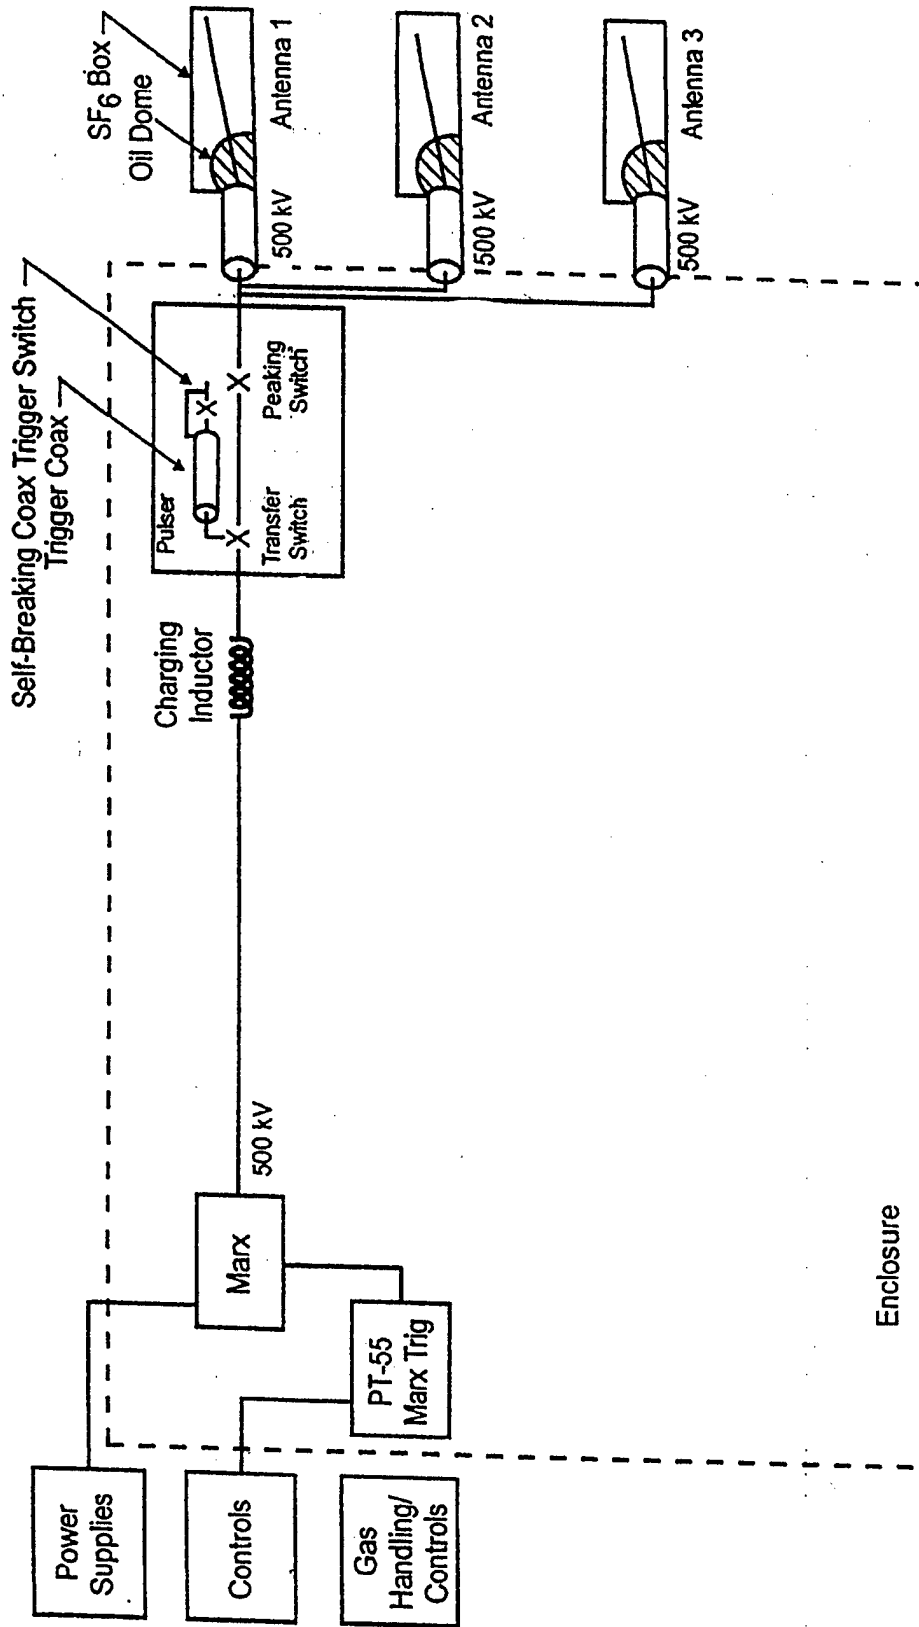 Self-Breaking Coax Trigger Switch
Trigger Coax
SF6 Box
Oil Dome
Power
Supplies
Controls
Gas
Handling/
Controls
Marx
PT-55
Marx Trig
500 kV
Charging
Inductor
Pulser
Transfer
Switch
Peaking
Switch
500 kV
Antenna 1
500 kV
Antenna 2
500 kV
Antenna 3
Enclosure